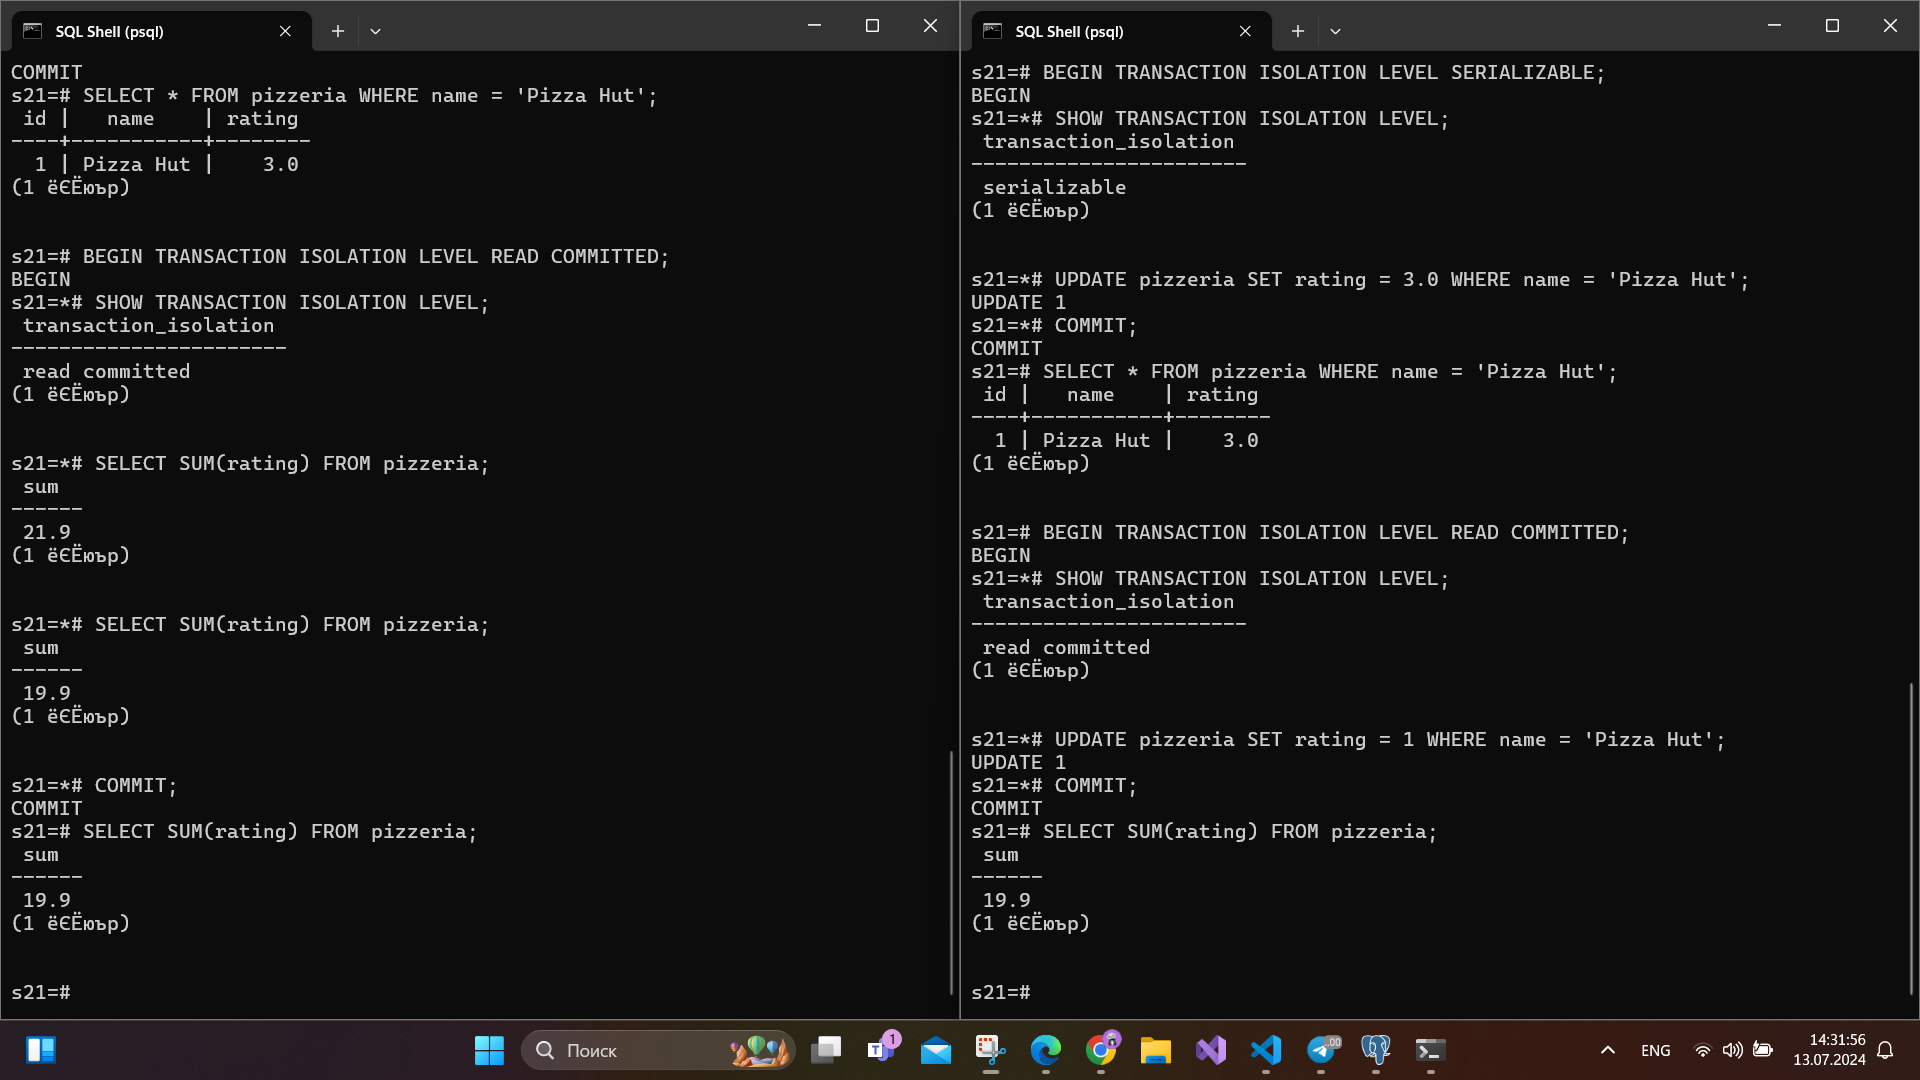 SQL Shell (psql)
COMMIT
s21=# SELECT * FROM pizzeria WHERE name = 'Pizza Hut';
 id |   name    | rating
----+-----------+--------
  1 | Pizza Hut |    3.0
(1 ёЄЁюър)
s21=# BEGIN TRANSACTION ISOLATION LEVEL READ COMMITTED;
BEGIN
s21=*# SHOW TRANSACTION ISOLATION LEVEL;
 transaction_isolation
-----------------------
 read committed
(1 ёЄЁюър)
s21=*# SELECT SUM(rating) FROM pizzeria;
 sum
------
 21.9
(1 ёЄЁюър)
s21=*# SELECT SUM(rating) FROM pizzeria;
 sum
------
 19.9
(1 ёЄЁюър)
s21=*# COMMIT;
COMMIT
s21=# SELECT SUM(rating) FROM pizzeria;
 sum
------
 19.9
(1 ёЄЁюър)
s21=#
SQL Shell (psql)
s21=# BEGIN TRANSACTION ISOLATION LEVEL SERIALIZABLE;
BEGIN
s21=*# SHOW TRANSACTION ISOLATION LEVEL;
 transaction_isolation
-----------------------
 serializable
(1 ёЄЁюър)
s21=*# UPDATE pizzeria SET rating = 3.0 WHERE name = 'Pizza Hut';
UPDATE 1
s21=*# COMMIT;
COMMIT
s21=# SELECT * FROM pizzeria WHERE name = 'Pizza Hut';
 id |   name    | rating
----+-----------+--------
  1 | Pizza Hut |    3.0
(1 ёЄЁюър)
s21=# BEGIN TRANSACTION ISOLATION LEVEL READ COMMITTED;
BEGIN
s21=*# SHOW TRANSACTION ISOLATION LEVEL;
 transaction_isolation
-----------------------
 read committed
(1 ёЄЁюър)
s21=*# UPDATE pizzeria SET rating = 1 WHERE name = 'Pizza Hut';
UPDATE 1
s21=*# COMMIT;
COMMIT
s21=# SELECT SUM(rating) FROM pizzeria;
 sum
------
 19.9
(1 ёЄЁюър)
s21=#
Поиск
1
T
.00
ENG
14:31:56
13.07.2024